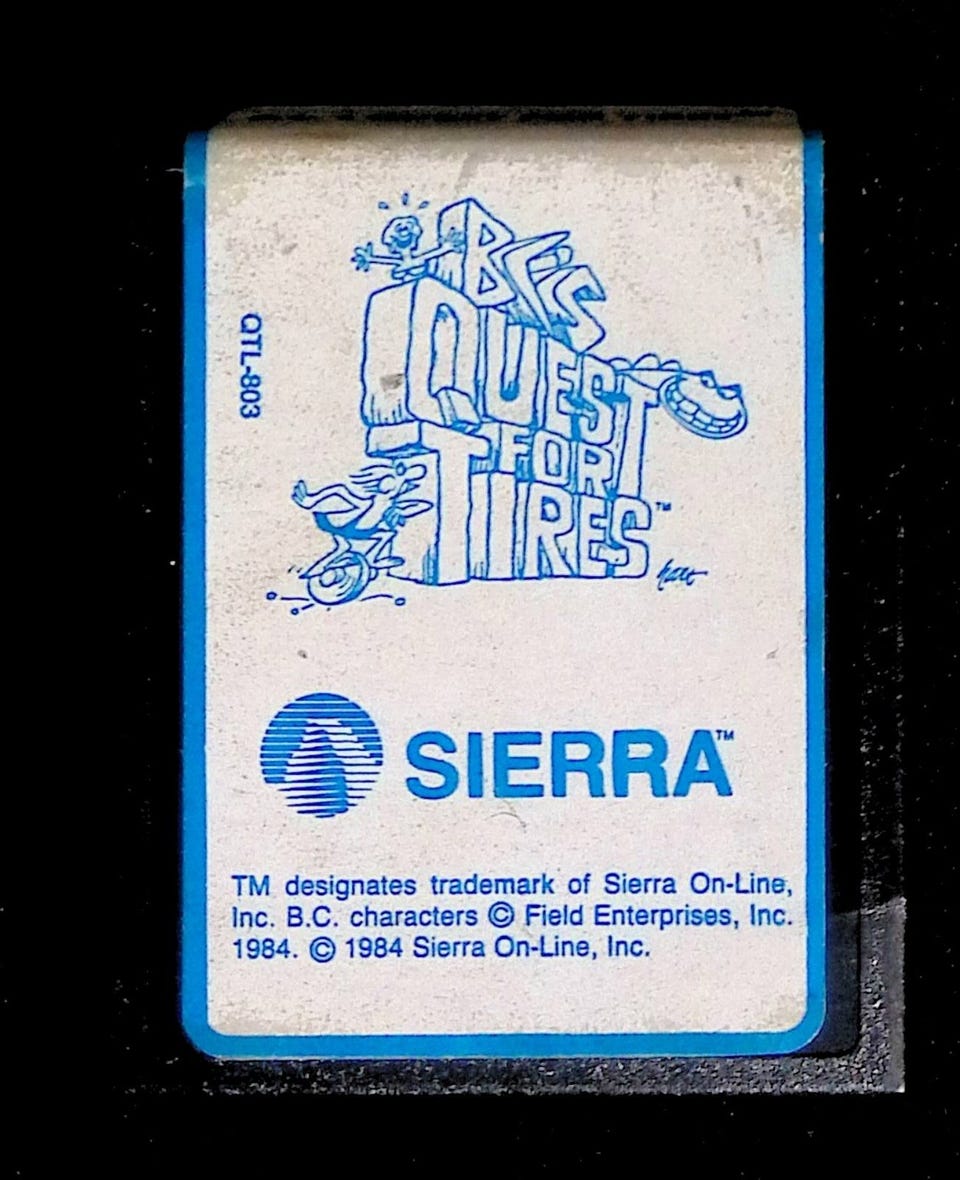 B.C.'s
QUEST
FOR
TIRES™
hart
QTL-803
SIERRA™
TM designates trademark of Sierra On-Line,
Inc. B.C. characters © Field Enterprises, Inc.
1984. © 1984 Sierra On-Line, Inc.